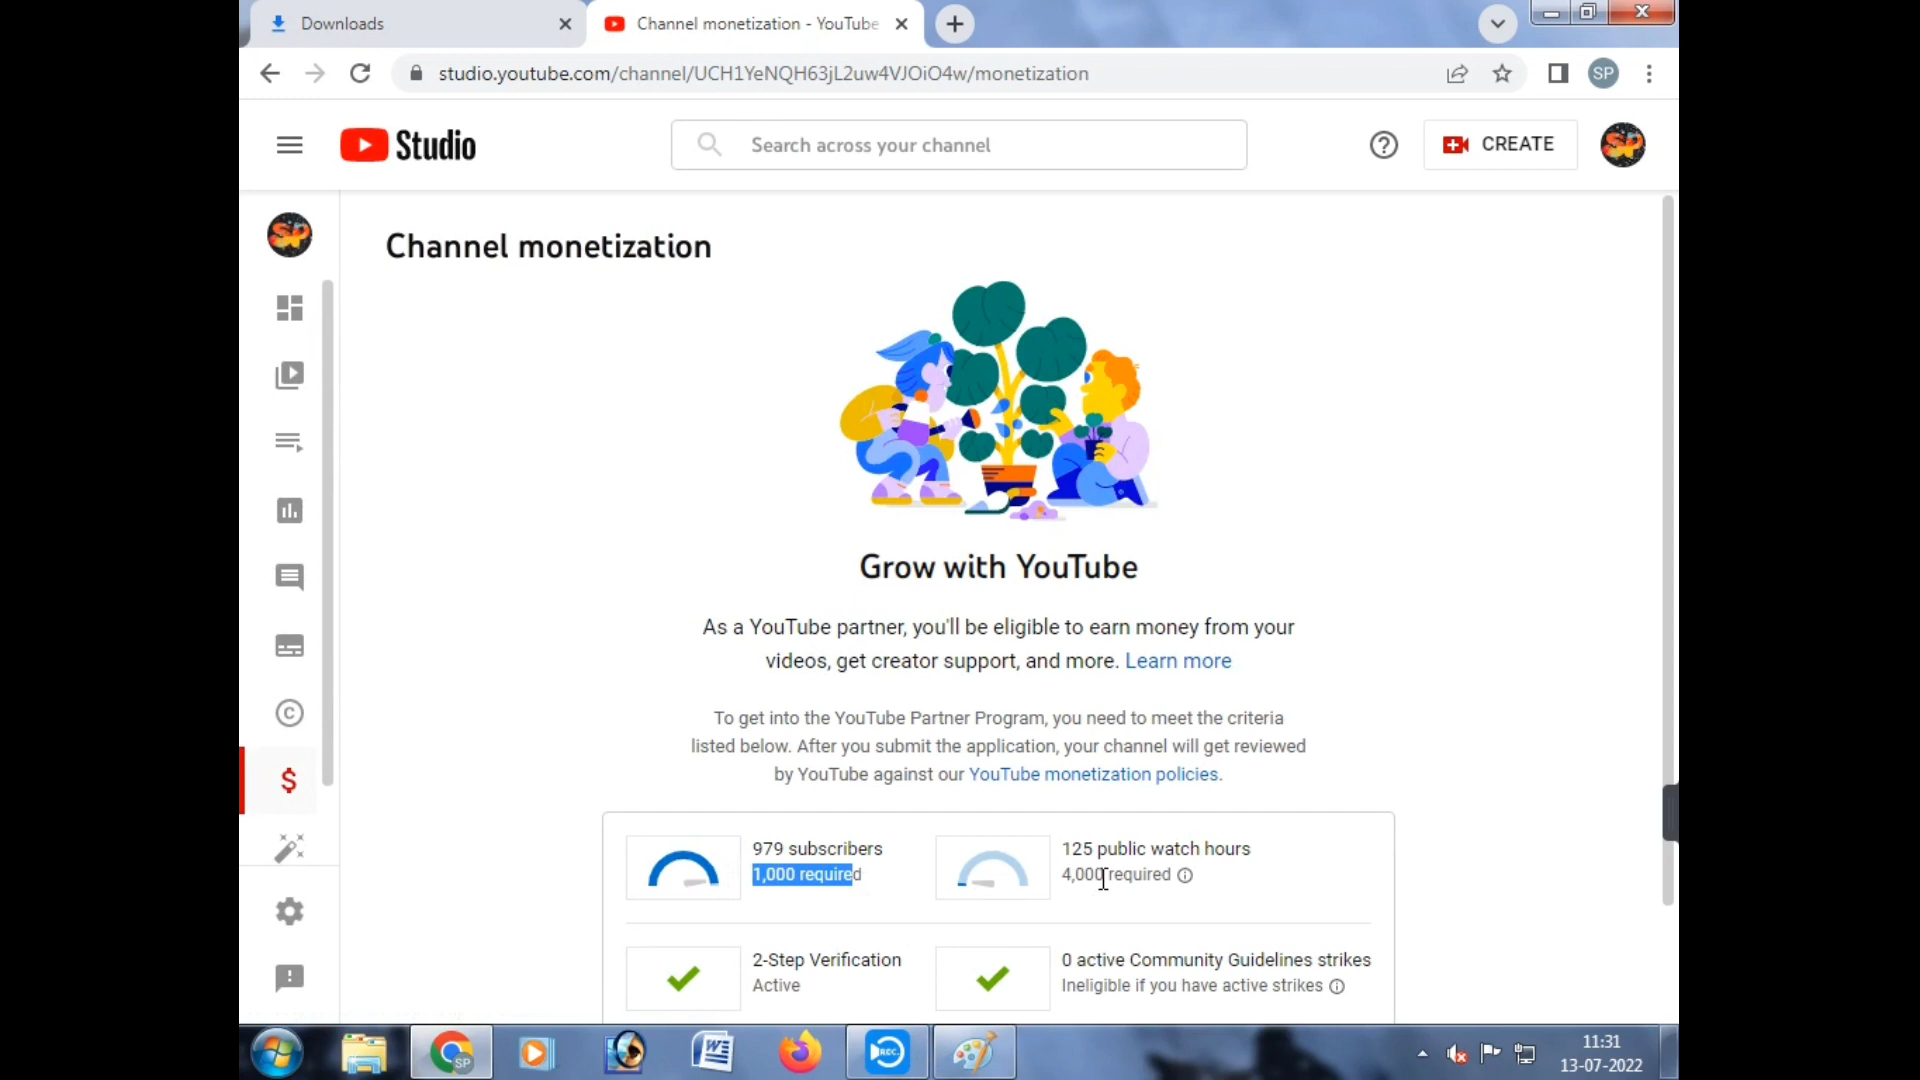 Downloads
Channel monetization - YouTube
studio.youtube.com/channel/UCH1YeNQH63jL2uw4VJOiO4w/monetization
SP
Studio
Search across your channel
CREATE
SP
SP
Channel monetization
Grow with YouTube
As a YouTube partner, you'll be eligible to earn money from your
videos, get creator support, and more. Learn more
To get into the YouTube Partner Program, you need to meet the criteria
listed below. After you submit the application, your channel will get reviewed
by YouTube against our YouTube monetization policies.
979 subscribers
1,000 required
125 public watch hours
4,000 required
2-Step Verification
Active
0 active Community Guidelines strikes
Ineligible if you have active strikes
SP
REC
11:31
13-07-2022